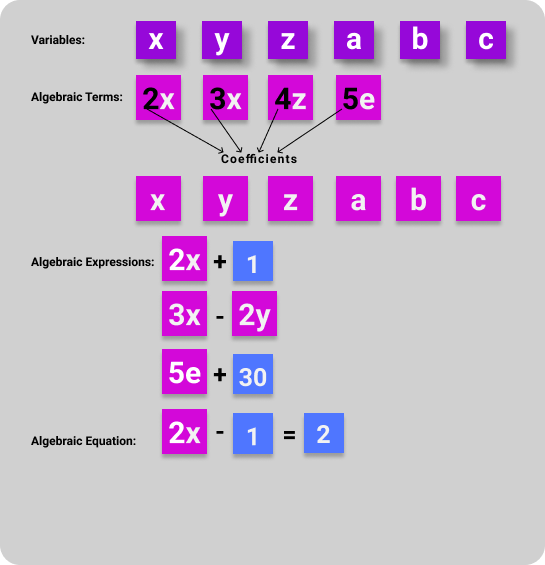 Variables: x y z a b c
Algebraic Terms: 2x 3x 4z 5e
Coefficients
x y z a b c
Algebraic Expressions: 2x + 1
3x - 2y
5e + 30
Algebraic Equation: 2x - 1 = 2